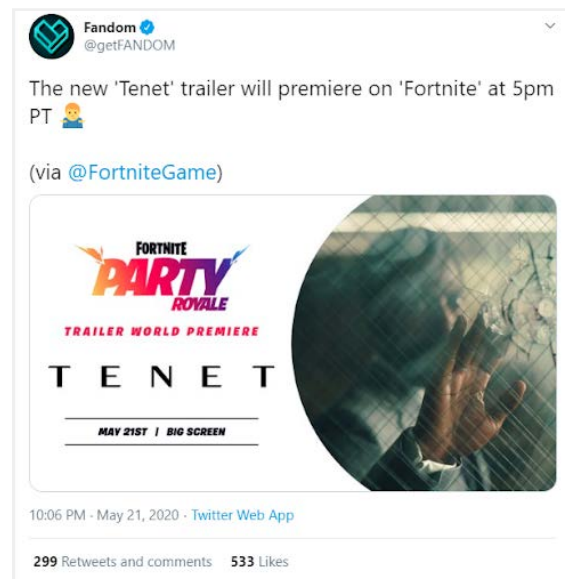 Fandom
@getFANDOM
The new 'Tenet' trailer will premiere on 'Fortnite' at 5pm
PT 🤷‍♂️
(via @FortniteGame)
FORTNITE
PARTY
ROYALE
TRAILER WORLD PREMIERE
TENET
MAY 21ST | BIG SCREEN
10:06 PM · May 21, 2020 · Twitter Web App
299 Retweets and comments 533 Likes